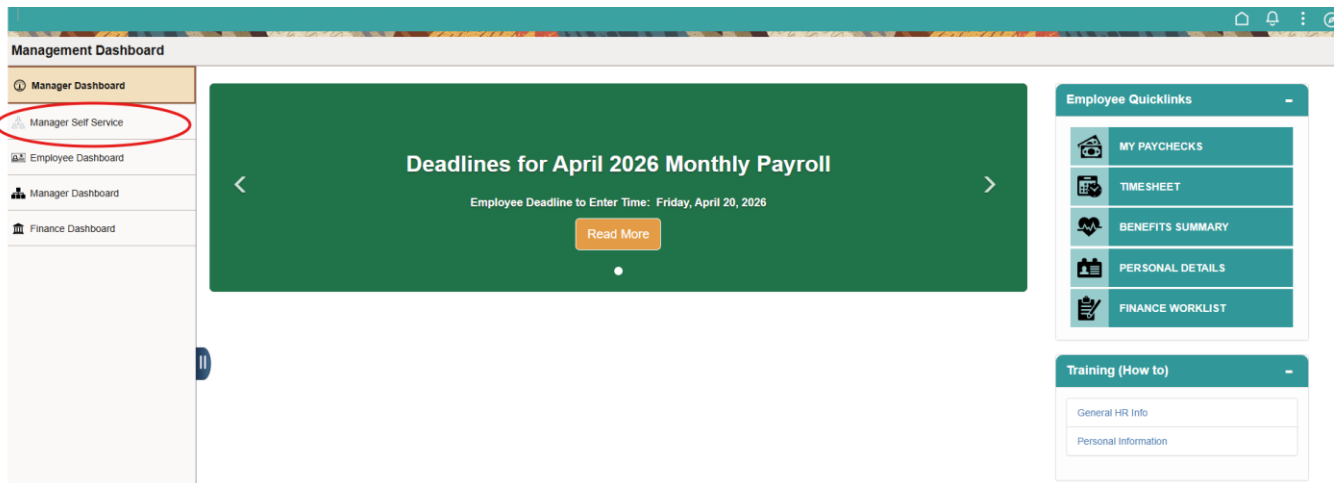 Management Dashboard
Manager Dashboard
Manager Self Service
Employee Dashboard
Manager Dashboard
Finance Dashboard
Deadlines for April 2026 Monthly Payroll
Employee Deadline to Enter Time: Friday, April 20, 2026
Read More
Employee Quicklinks
MY PAYCHECKS
TIMESHEET
BENEFITS SUMMARY
PERSONAL DETAILS
FINANCE WORKLIST
Training (How to)
General HR Info
Personal Information